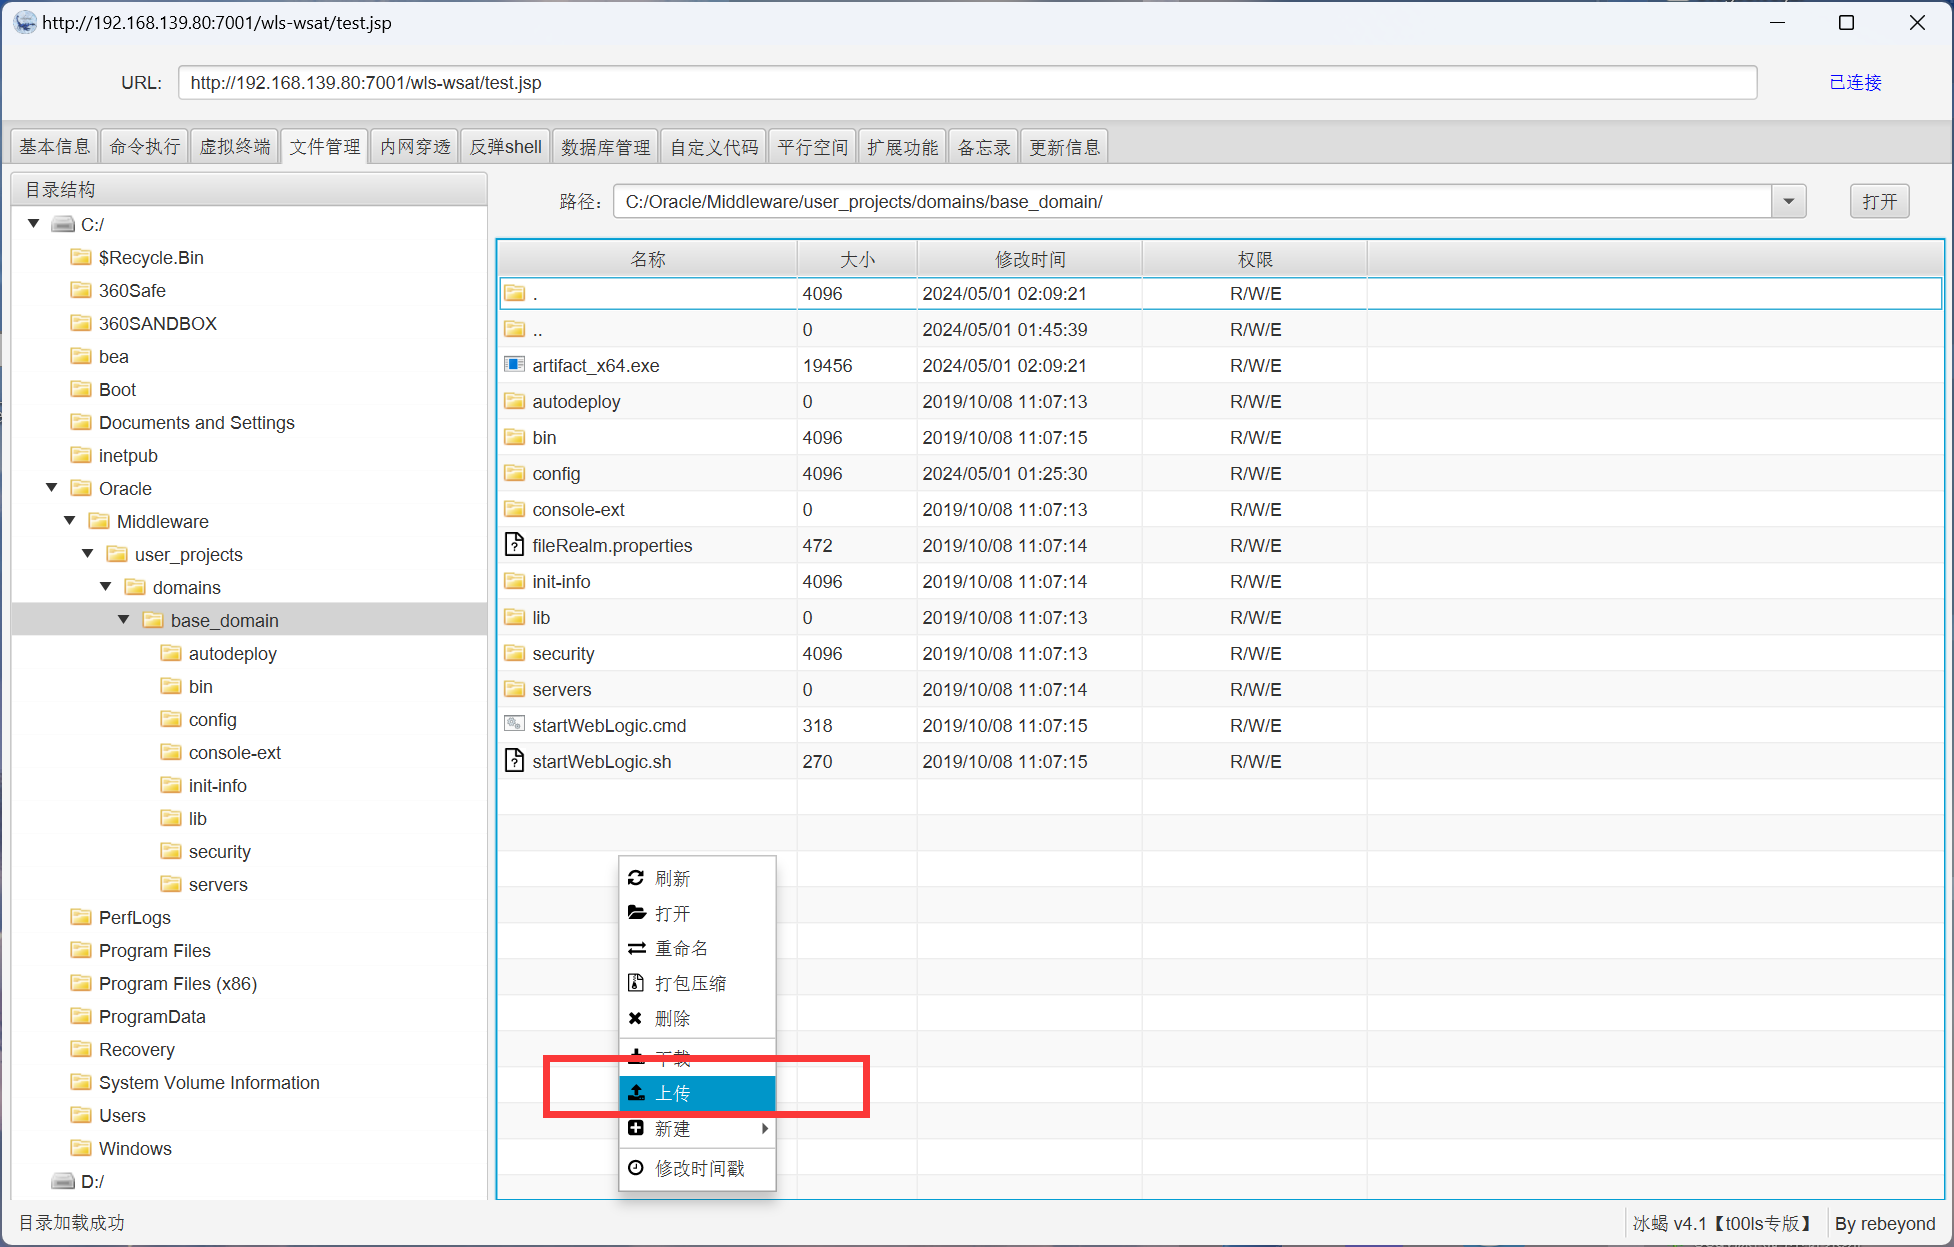 http://192.168.139.80:7001/wls-wsat/test.jsp
URL: http://192.168.139.80:7001/wls-wsat/test.jsp 已连接
基本信息 命令执行 虚拟终端 文件管理 内网穿透 反弹shell 数据库管理 自定义代码 平行空间 扩展功能 备忘录 更新信息
目录结构
C:/
$Recycle.Bin
360Safe
360SANDBOX
bea
Boot
Documents and Settings
inetpub
Oracle
Middleware
user_projects
domains
base_domain
autodeploy
bin
config
console-ext
init-info
lib
security
servers
PerfLogs
Program Files
Program Files (x86)
ProgramData
Recovery
System Volume Information
Users
Windows
D:/
路径: C:/Oracle/Middleware/user_projects/domains/base_domain/ 打开
名称 大小 修改时间 权限
. 4096 2024/05/01 02:09:21 R/W/E
.. 0 2024/05/01 01:45:39 R/W/E
artifact_x64.exe 19456 2024/05/01 02:09:21 R/W/E
autodeploy 0 2019/10/08 11:07:13 R/W/E
bin 4096 2019/10/08 11:07:15 R/W/E
config 4096 2024/05/01 01:25:30 R/W/E
console-ext 0 2019/10/08 11:07:13 R/W/E
fileRealm.properties 472 2019/10/08 11:07:14 R/W/E
init-info 4096 2019/10/08 11:07:14 R/W/E
lib 0 2019/10/08 11:07:13 R/W/E
security 4096 2019/10/08 11:07:13 R/W/E
servers 0 2019/10/08 11:07:14 R/W/E
startWebLogic.cmd 318 2019/10/08 11:07:15 R/W/E
startWebLogic.sh 270 2019/10/08 11:07:15 R/W/E
刷新
打开
重命名
打包压缩
删除
下载
上传
新建
修改时间戳
目录加载成功 冰蝎 v4.1【t00ls专版】 By rebeyond